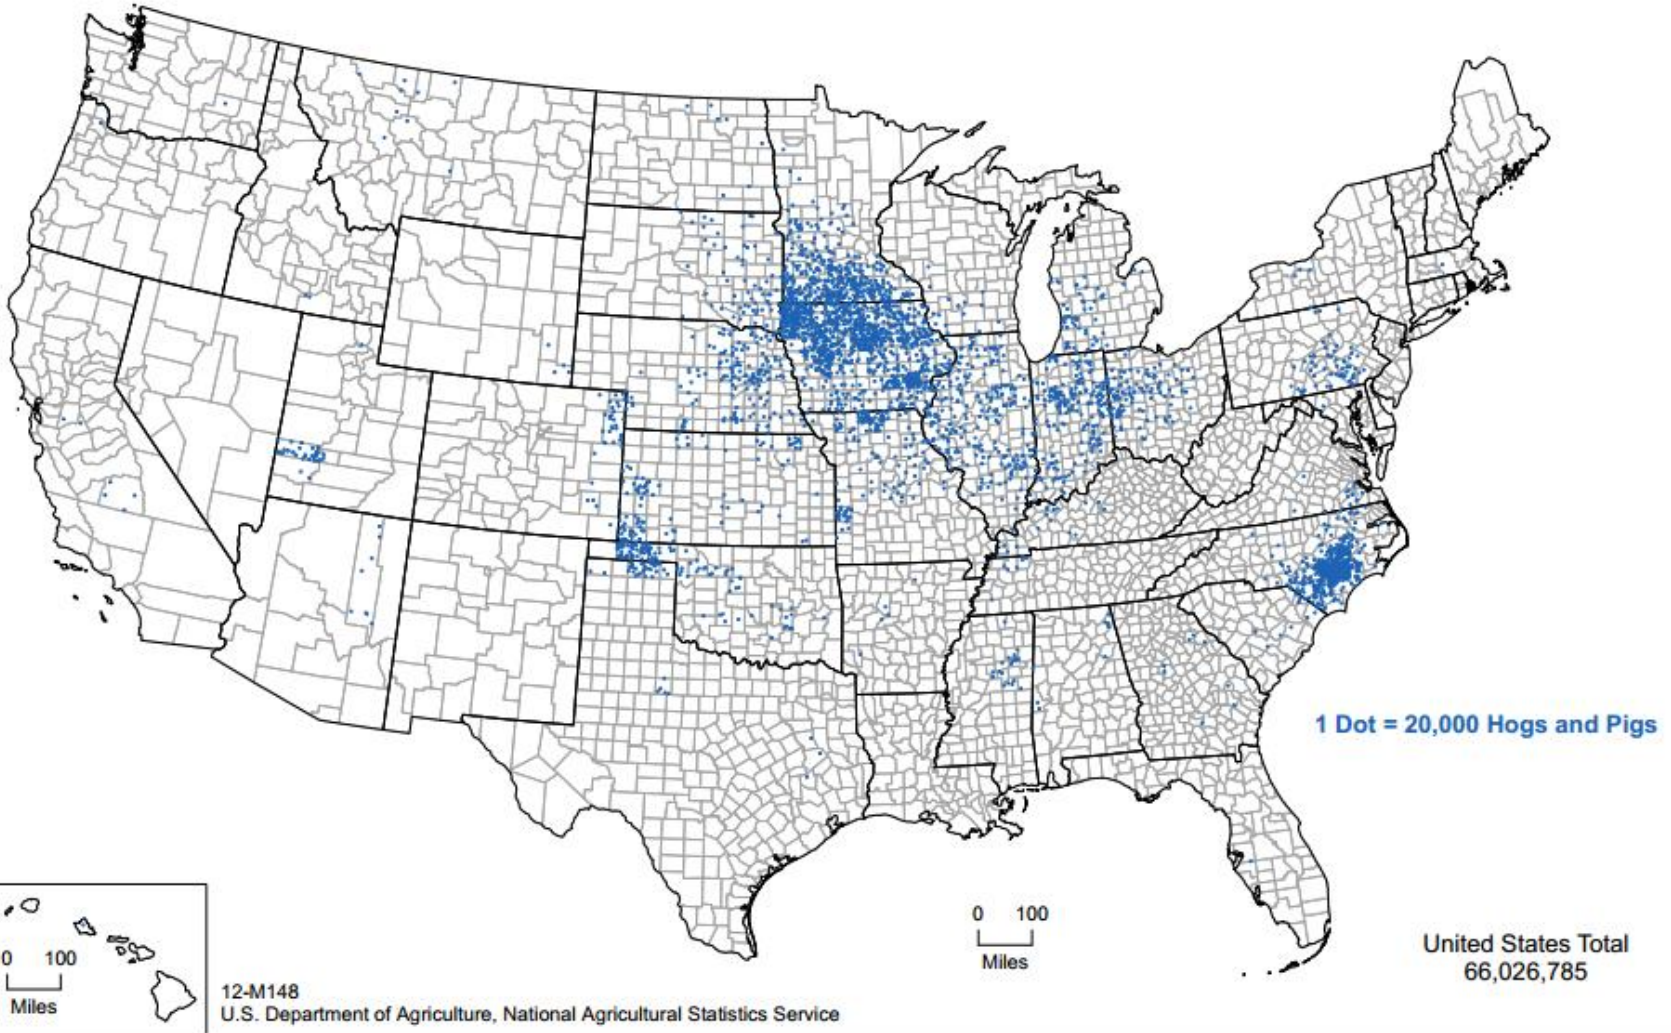 1 Dot = 20,000 Hogs and Pigs
0 100
Miles
United States Total
66,026,785
0 100
Miles
12-M148
U.S. Department of Agriculture, National Agricultural Statistics Service